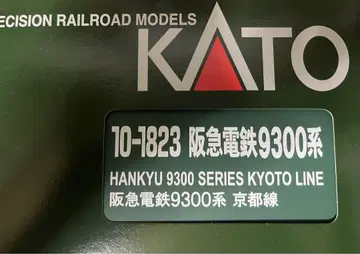 ECISION RAILROAD MODELS
KATO
10-1823 阪急電鉄9300系
HANKYU 9300 SERIES KYOTO LINE
阪急電鉄9300系 京都線